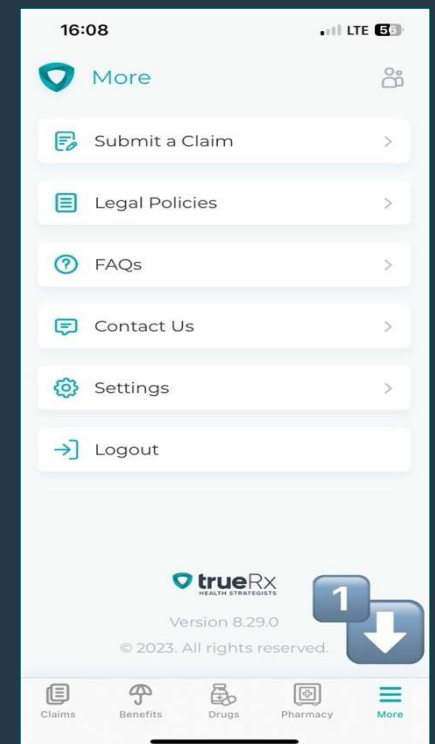 16:08
LTE 56
More
Submit a Claim
Legal Policies
FAQs
Contact Us
Settings
Logout
trueRx
HEALTH STRATEGISTS
Version 8.29.0
© 2023. All rights reserved.
1
Claims Benefits Drugs Pharmacy More